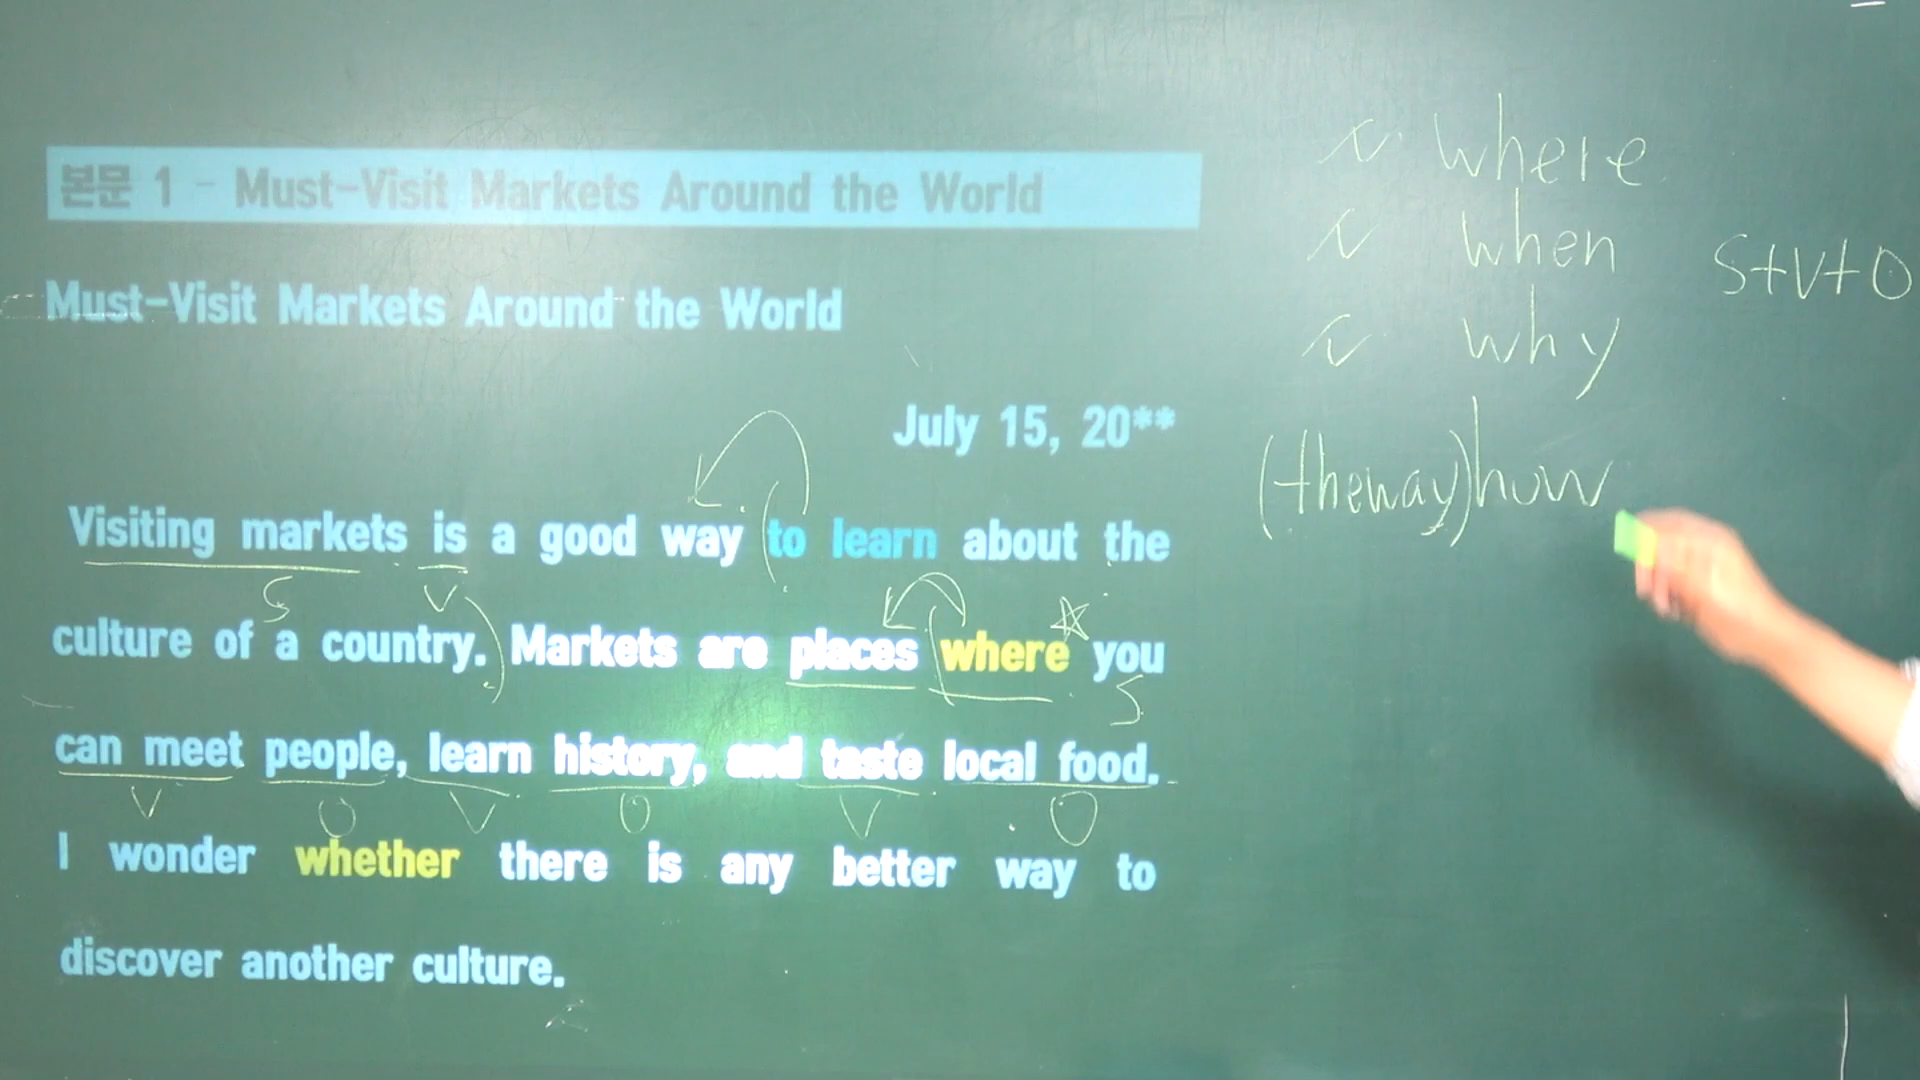 본문 1 - Must-Visit Markets Around the World
Must-Visit Markets Around the World
July 15, 20**
Visiting markets is a good way to learn about the
S V
culture of a country. Markets are places where you
S
can meet people, learn history, and taste local food.
V O V O V O
I wonder whether there is any better way to
discover another culture.
where
when
S+V+O
why
(the way) how